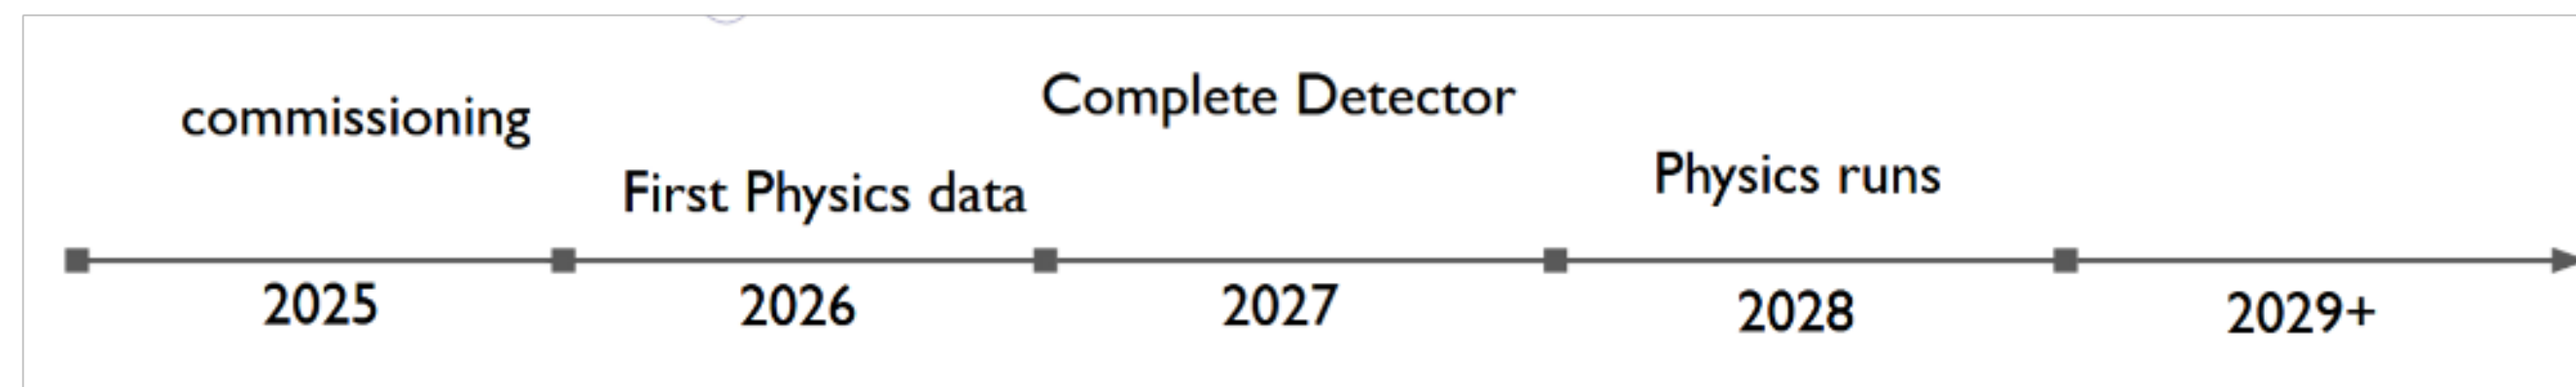 Complete Detector
commissioning
Physics runs
First Physics data
2025 2026 2027 2028 2029+